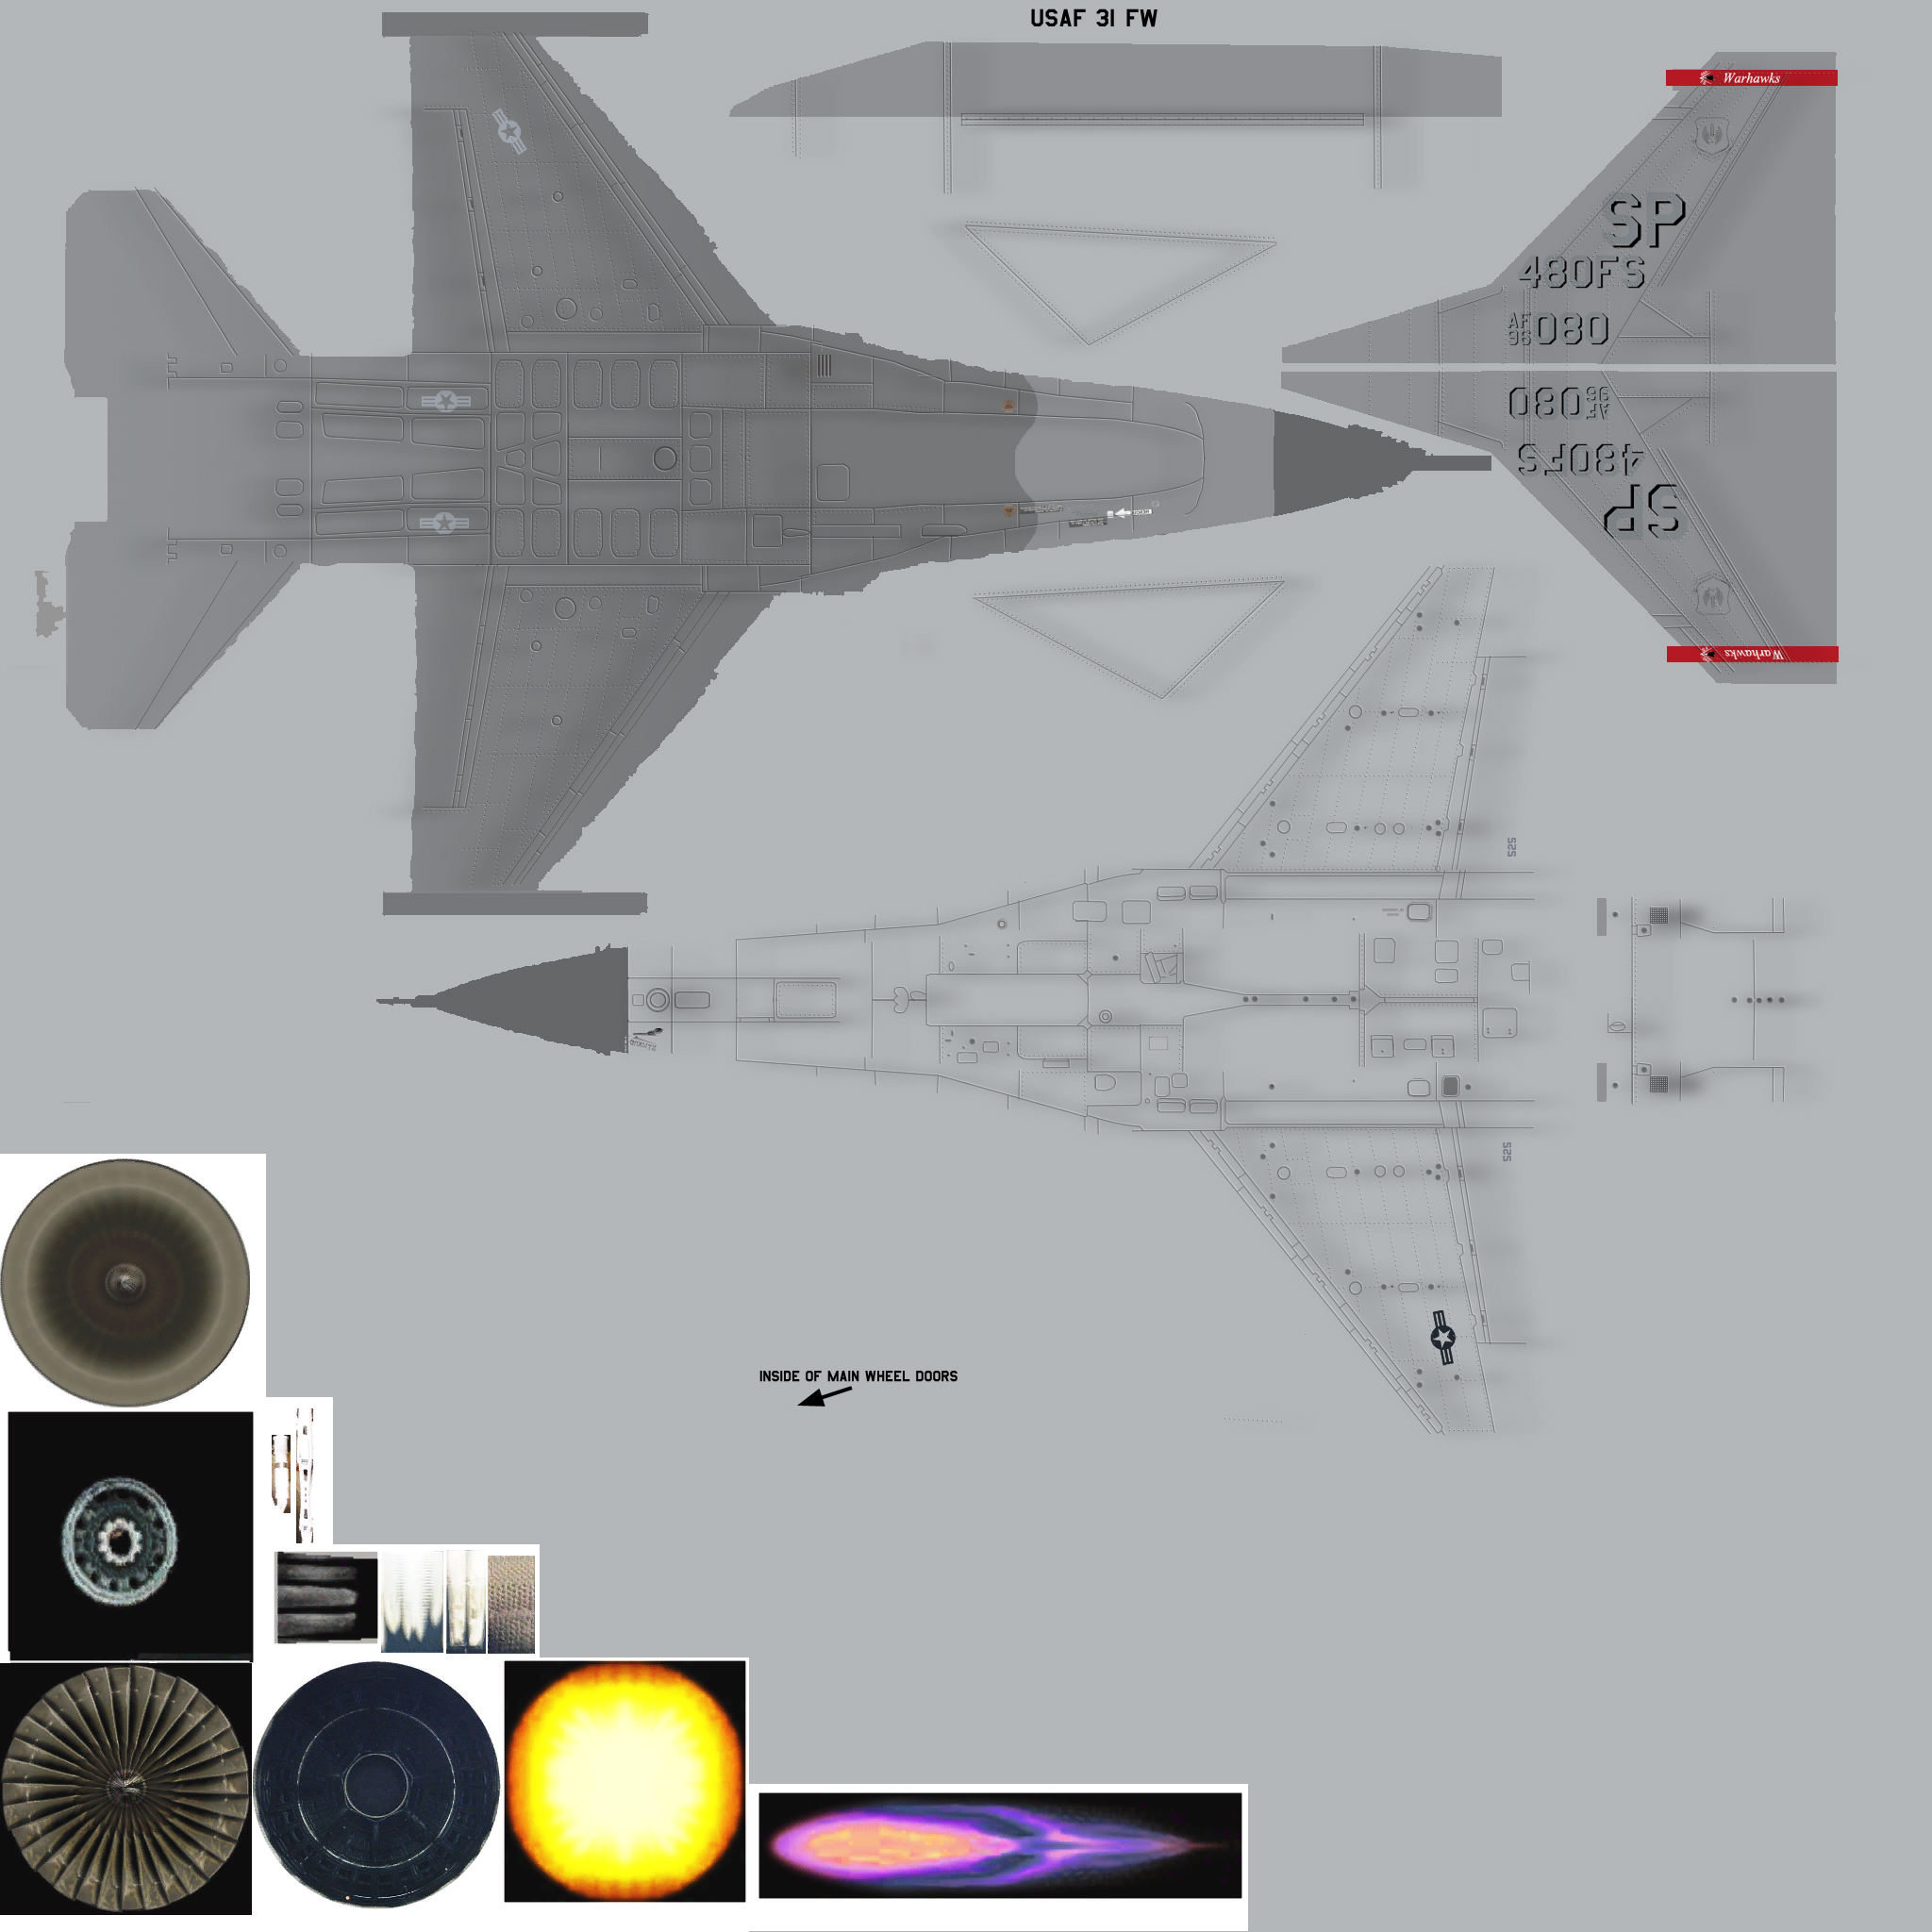 USAF 31 FW
Warhawks
SP
480FS
AF
96 080
080 AF
96
480FS
SP
Warhawks
525
525
INSIDE OF MAIN WHEEL DOORS